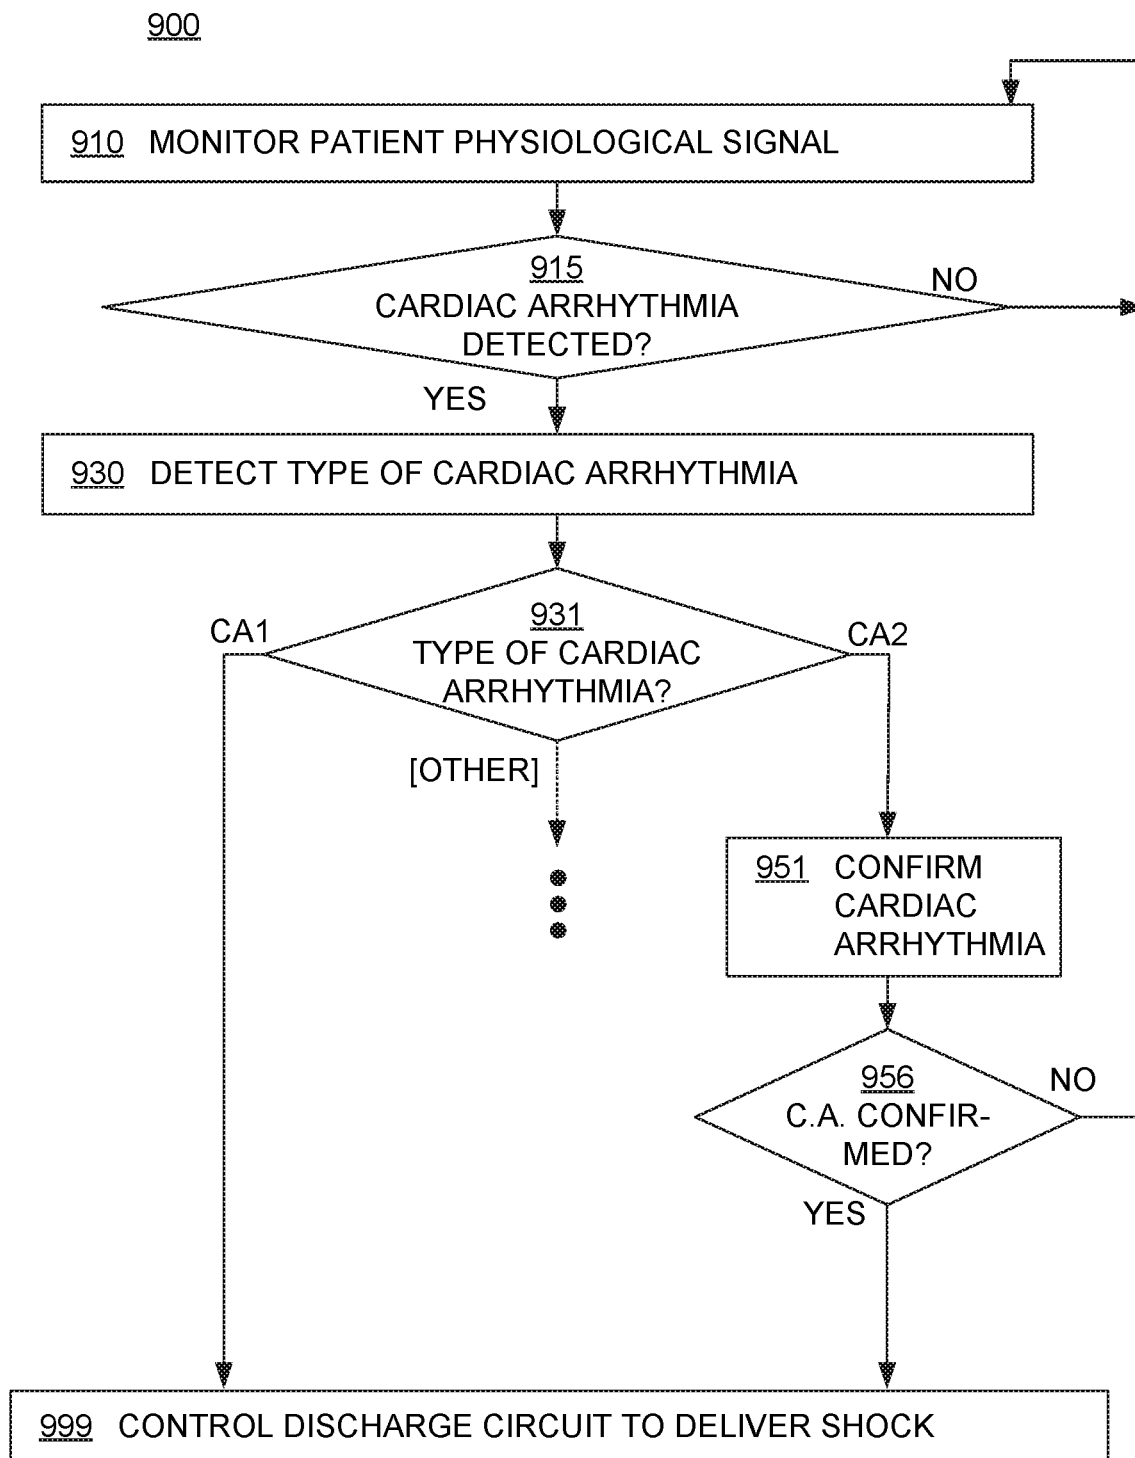 900
910 MONITOR PATIENT PHYSIOLOGICAL SIGNAL
915
CARDIAC ARRHYTHMIA
DETECTED?
NO
YES
930 DETECT TYPE OF CARDIAC ARRHYTHMIA
931
TYPE OF CARDIAC
ARRHYTHMIA?
CA1
CA2
[OTHER]
951 CONFIRM
CARDIAC
ARRHYTHMIA
956
C.A. CONFIR-
MED?
NO
YES
999 CONTROL DISCHARGE CIRCUIT TO DELIVER SHOCK